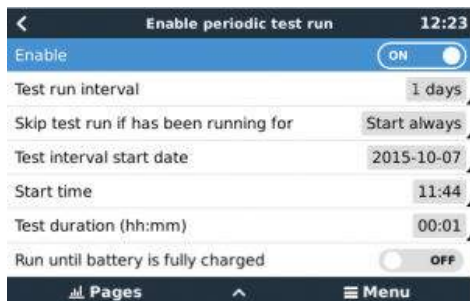 Enable periodic test run 12:23
Enable ON
Test run interval 1 days
Skip test run if has been running for Start always
Test interval start date 2015-10-07
Start time 11:44
Test duration (hh:mm) 00:01
Run until battery is fully charged OFF
Pages Menu